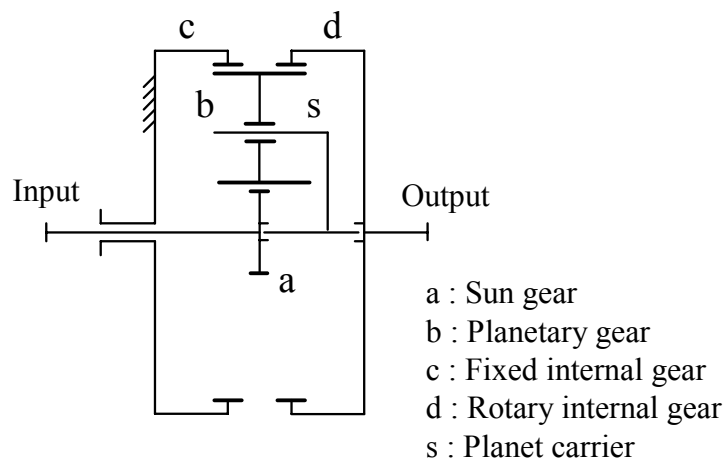 c
d
b
s
Input
Output
a
a : Sun gear
b : Planetary gear
c : Fixed internal gear
d : Rotary internal gear
s : Planet carrier